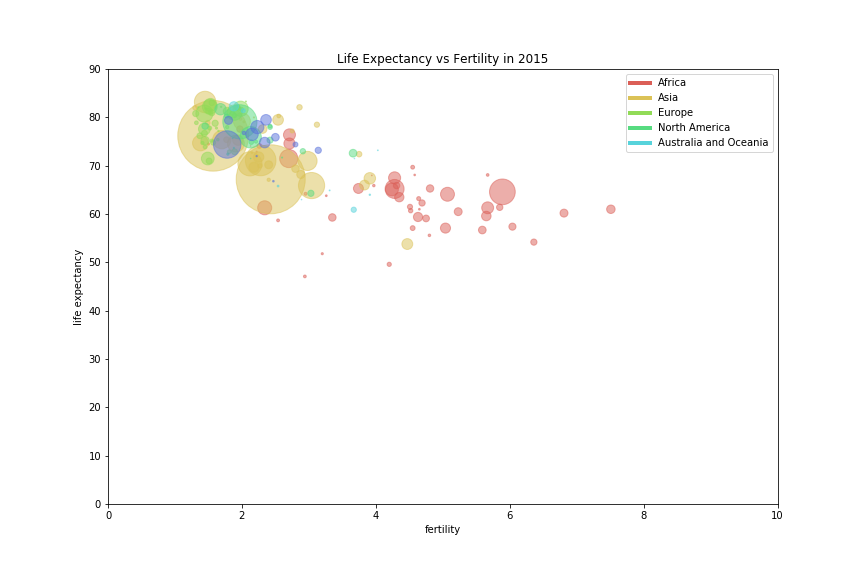 Life Expectancy vs Fertility in 2015
Africa
Asia
Europe
North America
Australia and Oceania
90
80
70
60
50
40
30
20
10
0
life expectancy
0 2 4 6 8 10
fertility